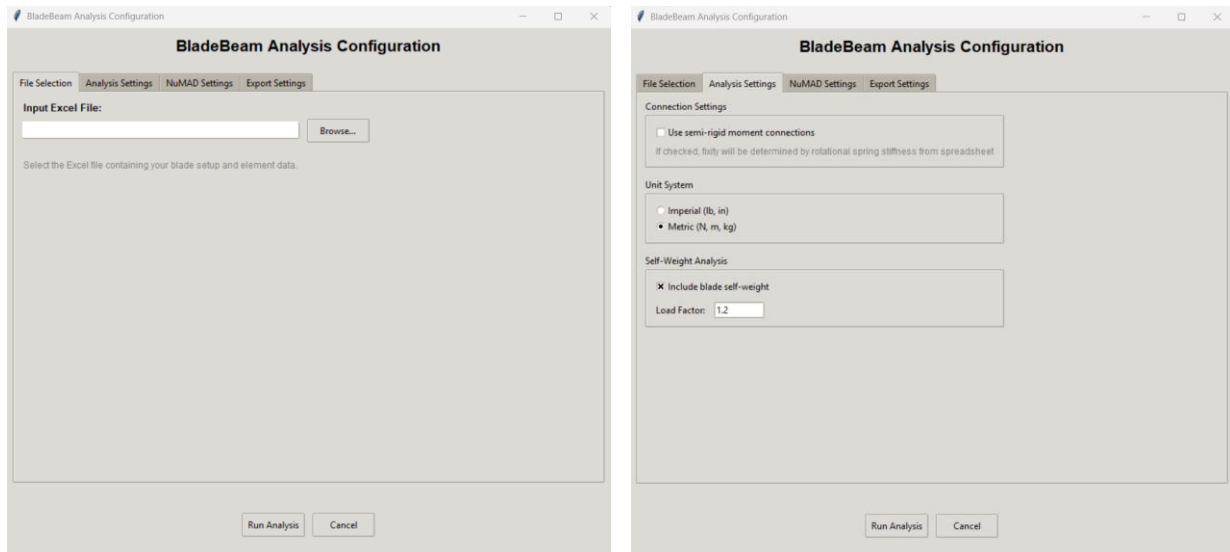 BladeBeam Analysis Configuration
BladeBeam Analysis Configuration
File Selection Analysis Settings NuMAD Settings Export Settings
Input Excel File:
Browse...
Select the Excel file containing your blade setup and element data.
Run Analysis Cancel
BladeBeam Analysis Configuration
BladeBeam Analysis Configuration
File Selection Analysis Settings NuMAD Settings Export Settings
Connection Settings
Use semi-rigid moment connections
If checked, fixity will be determined by rotational spring stiffness from spreadsheet
Unit System
Imperial (lb, in)
Metric (N, m, kg)
Self-Weight Analysis
Include blade self-weight
Load Factor: 1.2
Run Analysis Cancel